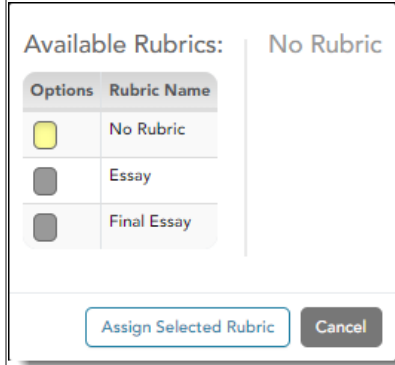 Available Rubrics:
No Rubric
Options Rubric Name
No Rubric
Essay
Final Essay
Assign Selected Rubric
Cancel